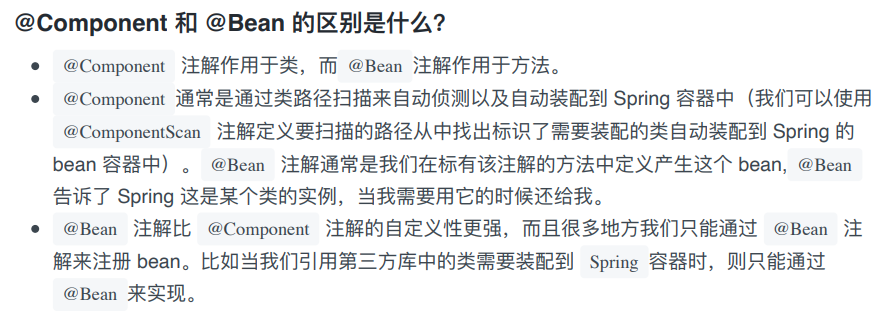 @Component 和 @Bean 的区别是什么?
@Component 注解作用于类，而 @Bean 注解作用于方法。
@Component 通常是通过类路径扫描来自动侦测以及自动装配到 Spring 容器中（我们可以使用
@ComponentScan 注解定义要扫描的路径从中找出标识了需要装配的类自动装配到 Spring 的
bean 容器中）。 @Bean 注解通常是我们在标有该注解的方法中定义产生这个 bean, @Bean
告诉了 Spring 这是某个类的实例，当我需要用它的时候还给我。
@Bean 注解比 @Component 注解的自定义性更强，而且很多地方我们只能通过 @Bean 注
解来注册 bean。比如当我们引用第三方库中的类需要装配到 Spring 容器时，则只能通过
@Bean 来实现。